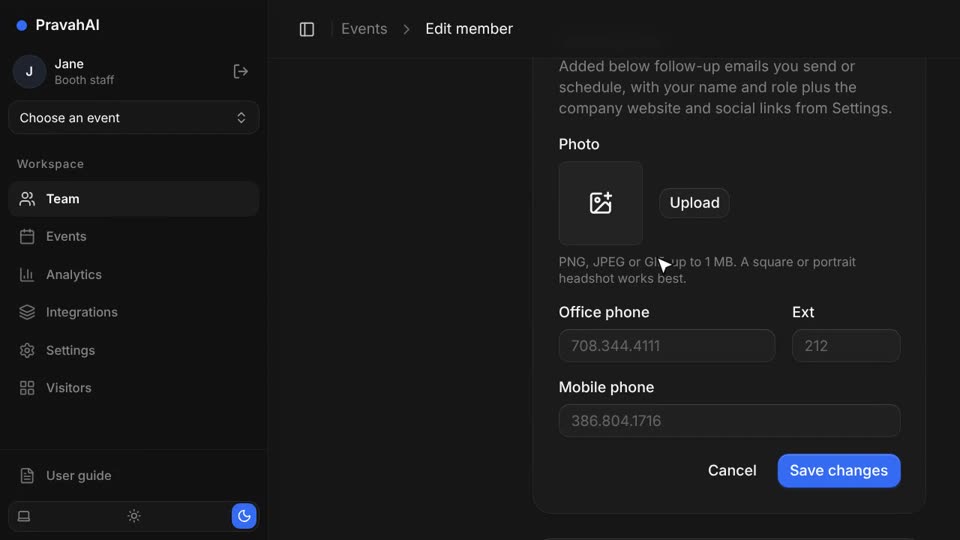 PravahAI
J
Jane
Booth staff
Choose an event
Workspace
Team
Events
Analytics
Integrations
Settings
Visitors
User guide
Events > Edit member
Added below follow-up emails you send or
schedule, with your name and role plus the
company website and social links from Settings.
Photo
Upload
PNG, JPEG or GIF up to 1 MB. A square or portrait
headshot works best.
Office phone
Ext
708.344.4111
212
Mobile phone
386.804.1716
Cancel
Save changes